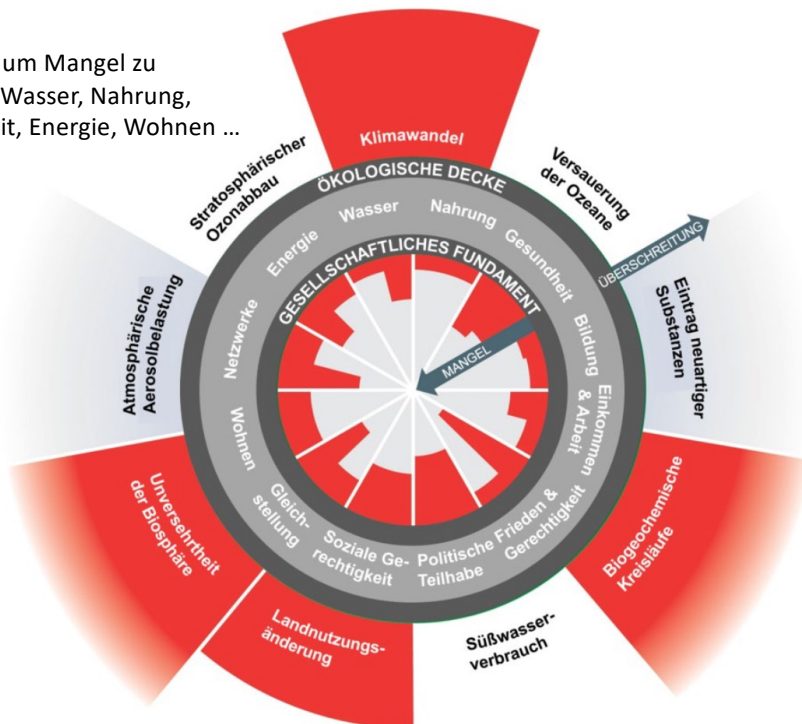 um Mangel zu
Wasser, Nahrung,
it, Energie, Wohnen …
Klimawandel
Stratosphärischer
Ozonabbau
Versauerung
der Ozeane
ÖKOLOGISCHE DECKE
ÜBERSCHREITUNG
Energie
Wasser
Nahrung
Gesundheit
GESELLSCHAFTLICHES FUNDAMENT
MANGEL
Netzwerke
Bildung
Atmosphärische
Aerosolbelastung
Eintrag neuartiger
Substanzen
Wohnen
Einkommen
& Arbeit
Gleich-
stellung
Soziale Ge-
rechtigkeit
Politische
Teilhabe
Frieden &
Gerechtigkeit
Unversehrtheit
der Biosphäre
Biogeochemische
Kreisläufe
Landnutzungs-
änderung
Süßwasser-
verbrauch